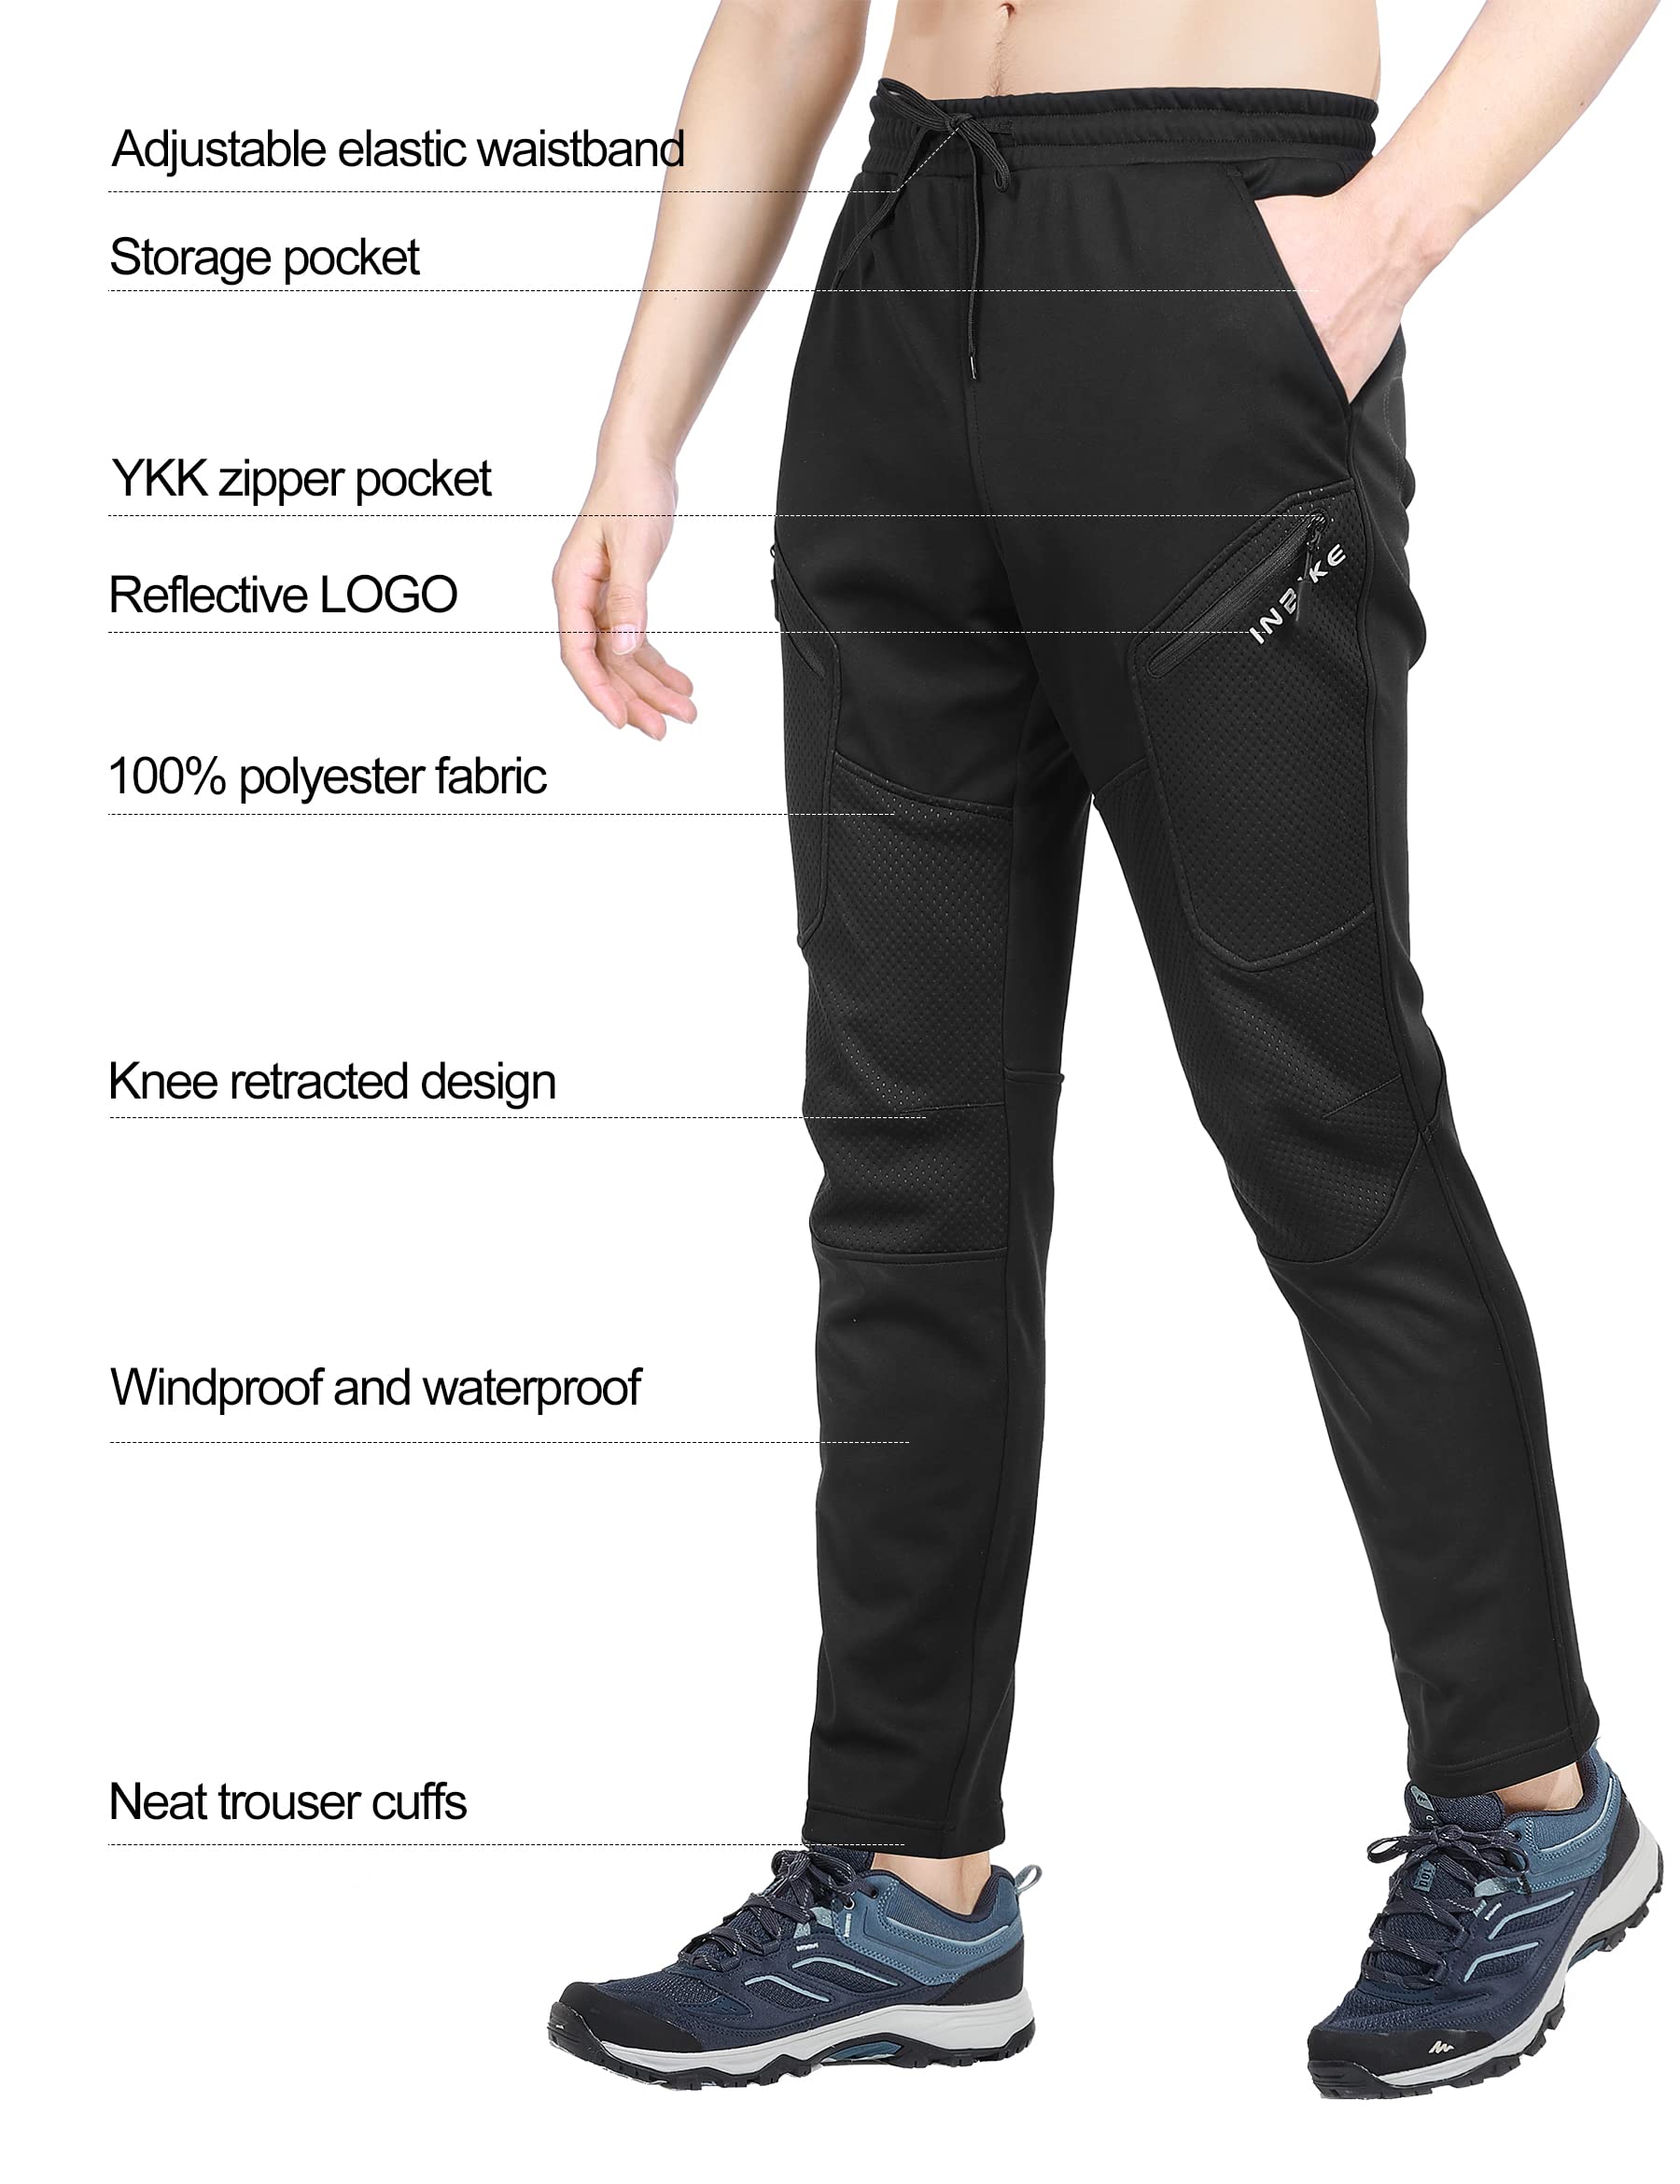 Adjustable elastic waistband
Storage pocket
YKK zipper pocket
Reflective LOGO
INBIKE
100% polyester fabric
Knee retracted design
Windproof and waterproof
Neat trouser cuffs